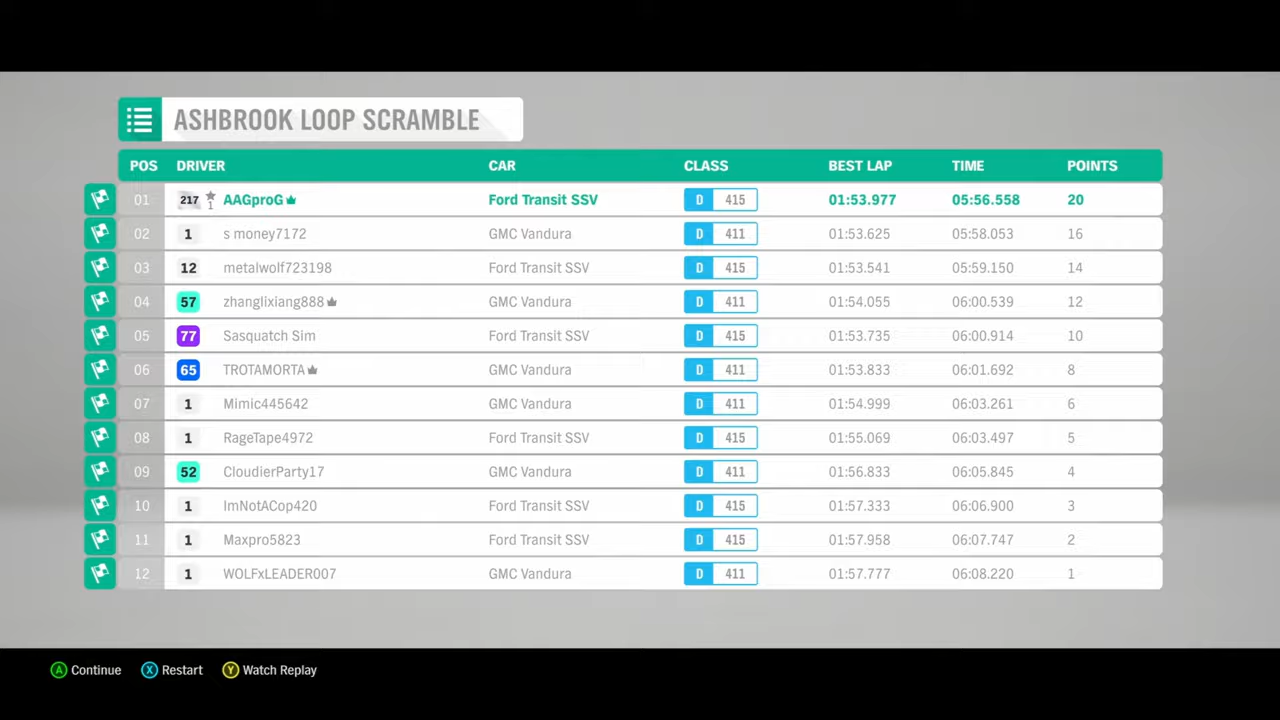 ASHBROOK LOOP SCRAMBLE
POS DRIVER CAR CLASS BEST LAP TIME POINTS
01 217 1 AAGproG Ford Transit SSV D 415 01:53.977 05:56.558 20
02 1 s money7172 GMC Vandura D 411 01:53.625 05:58.053 16
03 12 metalwolf723198 Ford Transit SSV D 415 01:53.541 05:59.150 14
04 57 zhanglixiang888 GMC Vandura D 411 01:54.055 06:00.539 12
05 77 Sasquatch Sim Ford Transit SSV D 415 01:53.735 06:00.914 10
06 65 TROTAMORTA GMC Vandura D 411 01:53.833 06:01.692 8
07 1 Mimic445642 GMC Vandura D 411 01:54.999 06:03.261 6
08 1 RageTape4972 Ford Transit SSV D 415 01:55.069 06:03.497 5
09 52 CloudierParty17 GMC Vandura D 411 01:56.833 06:05.845 4
10 1 ImNotACop420 Ford Transit SSV D 415 01:57.333 06:06.900 3
11 1 Maxpro5823 Ford Transit SSV D 415 01:57.958 06:07.747 2
12 1 WOLFxLEADER007 GMC Vandura D 411 01:57.777 06:08.220 1
A Continue X Restart Y Watch Replay